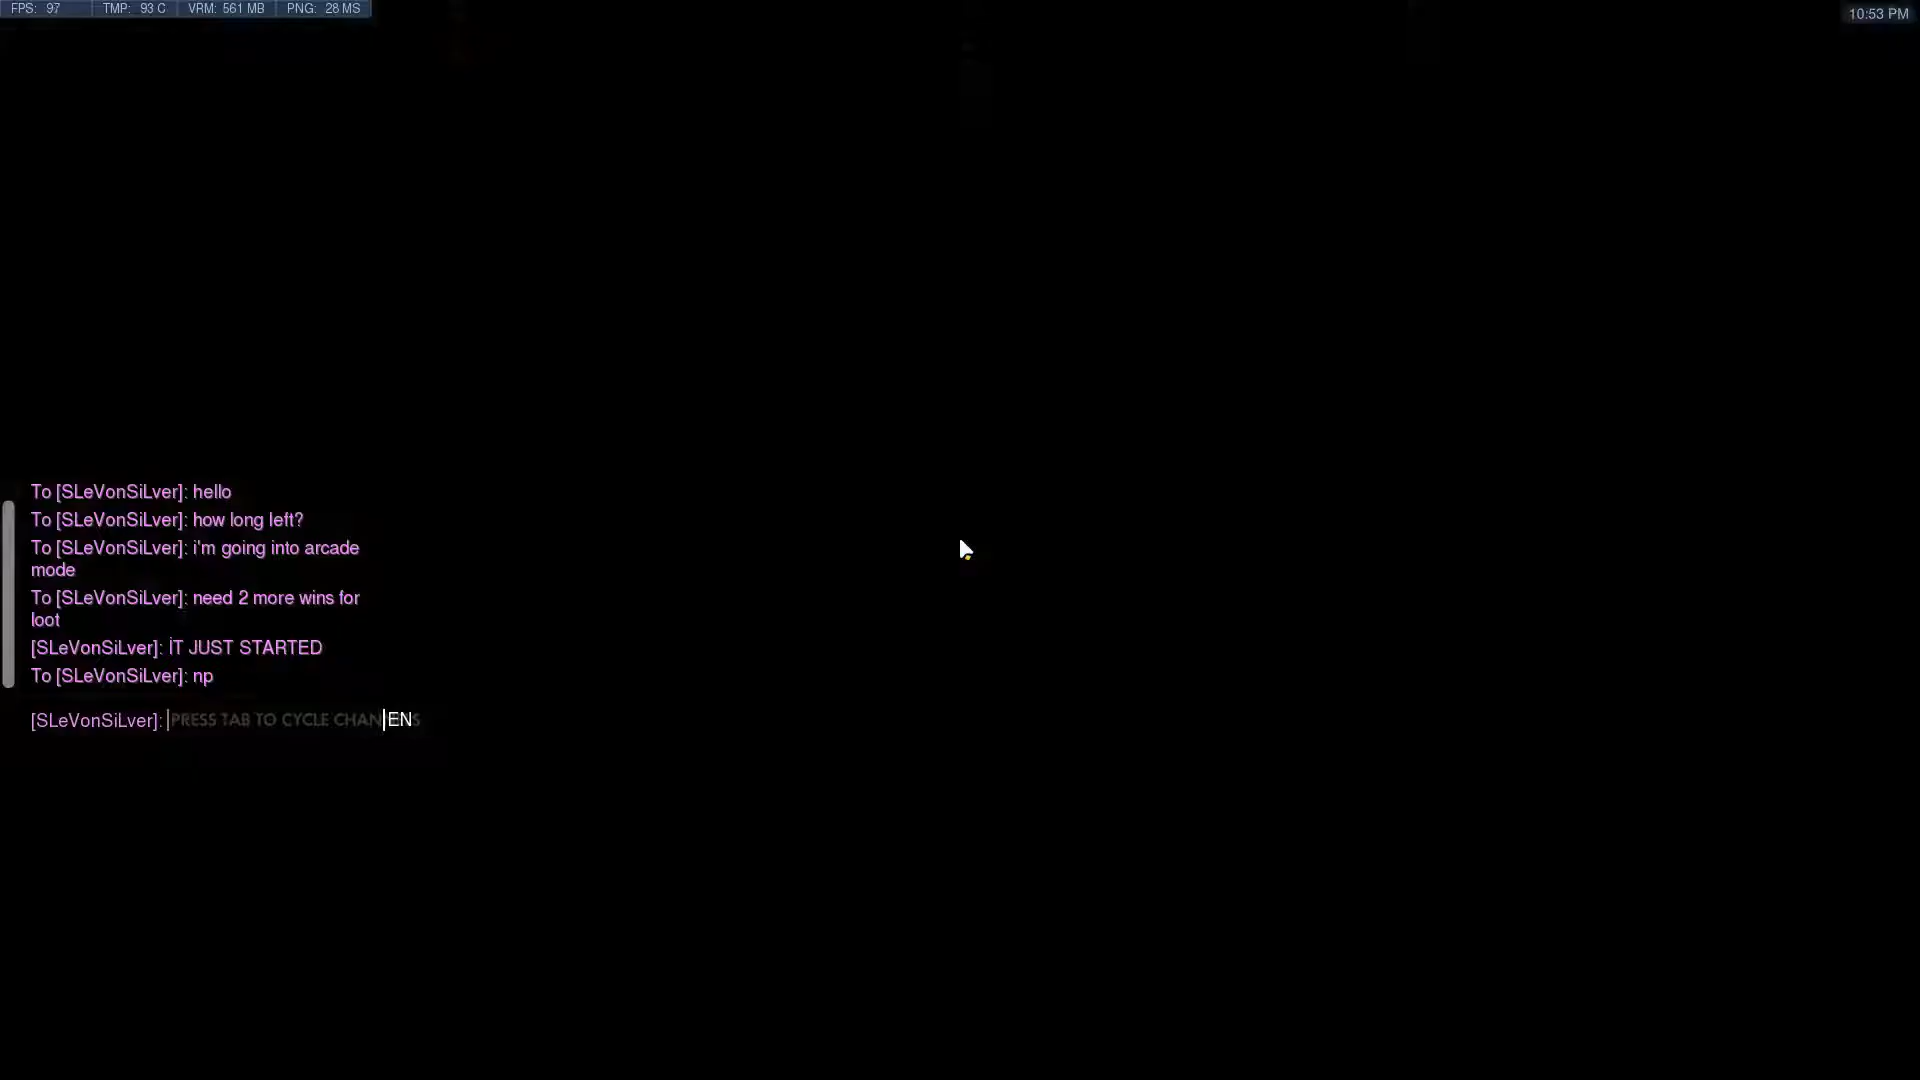 FPS: 97 TMP: 93 C VRM: 561 MB PNG: 28 MS
10:53 PM
To [SLeVonSiLver]: hello
To [SLeVonSiLver]: how long left?
To [SLeVonSiLver]: i'm going into arcade
mode
To [SLeVonSiLver]: need 2 more wins for
loot
[SLeVonSiLver]: İT JUST STARTED
To [SLeVonSiLver]: np
[SLeVonSiLver]: PRESS TAB TO CYCLE EN